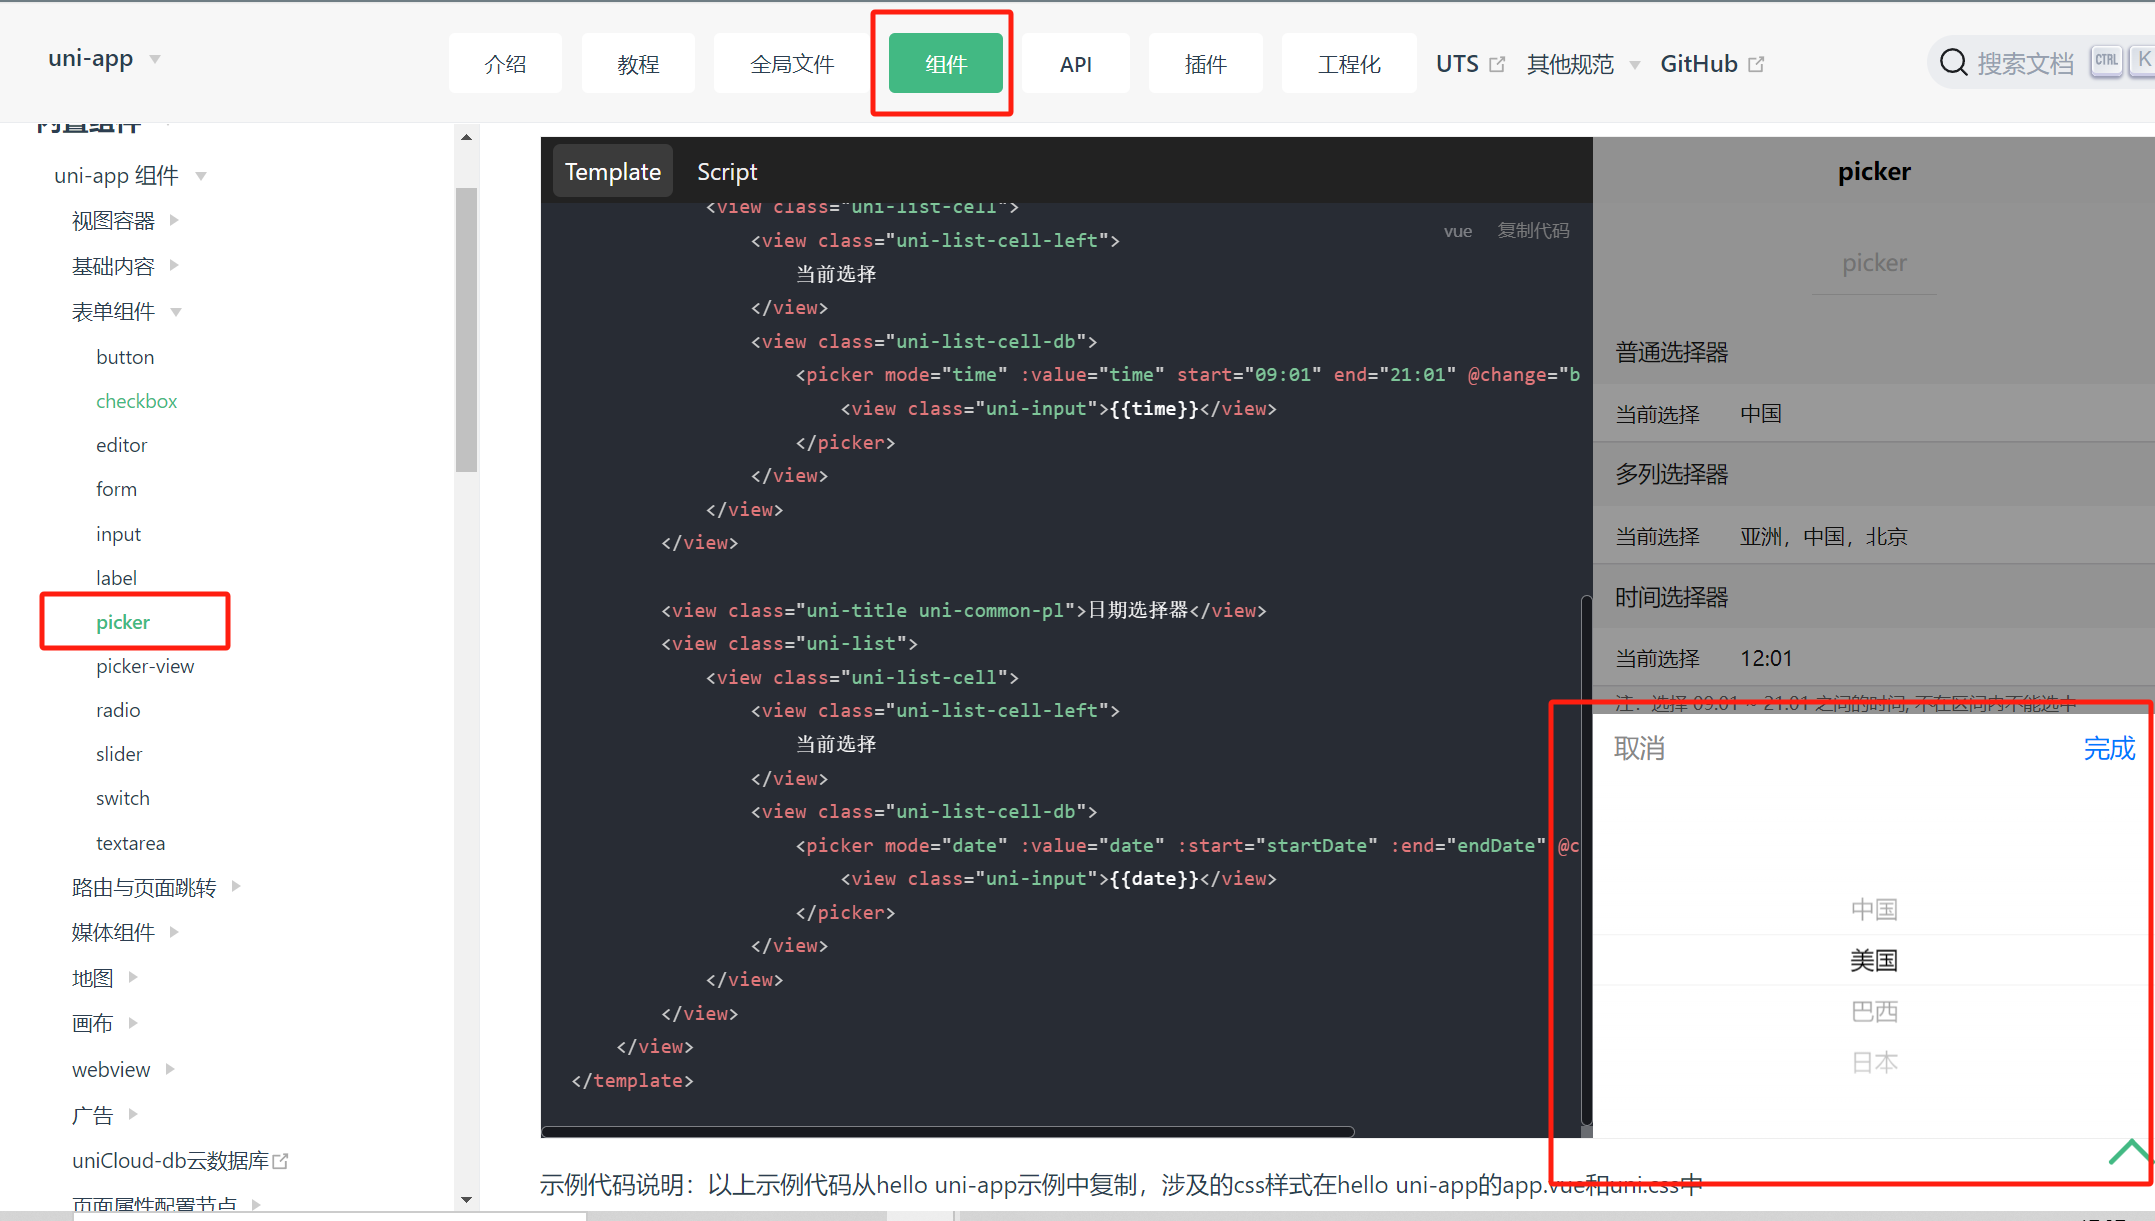 uni-app
介绍
教程
全局文件
组件
API
插件
工程化
UTS
其他规范
GitHub
搜索文档
CTRL
K
内置组件
uni-app 组件
视图容器
基础内容
表单组件
button
checkbox
editor
form
input
label
picker
picker-view
radio
slider
switch
textarea
路由与页面跳转
媒体组件
地图
画布
webview
广告
uniCloud-db云数据库
页面属性配置节点
Template
Script
vue
复制代码
<view class="uni-list-cell">
<view class="uni-list-cell-left">
当前选择
</view>
<view class="uni-list-cell-db">
<picker mode="time" :value="time" start="09:01" end="21:01" @change="b
<view class="uni-input">{{time}}</view>
</picker>
</view>
</view>
</view>
<view class="uni-title uni-common-pl">日期选择器</view>
<view class="uni-list">
<view class="uni-list-cell">
<view class="uni-list-cell-left">
当前选择
</view>
<view class="uni-list-cell-db">
<picker mode="date" :value="date" :start="startDate" :end="endDate" @c
<view class="uni-input">{{date}}</view>
</picker>
</view>
</view>
</view>
</view>
</template>
picker
picker
普通选择器
当前选择 中国
多列选择器
当前选择 亚洲，中国，北京
时间选择器
当前选择 12:01
注：选择 09:01 ~ 21:01 之间的时间, 不在区间内不能选中
取消
完成
中国
美国
巴西
日本
示例代码说明：以上示例代码从hello uni-app示例中复制，涉及的css样式在hello uni-app的app.vue和uni.css中